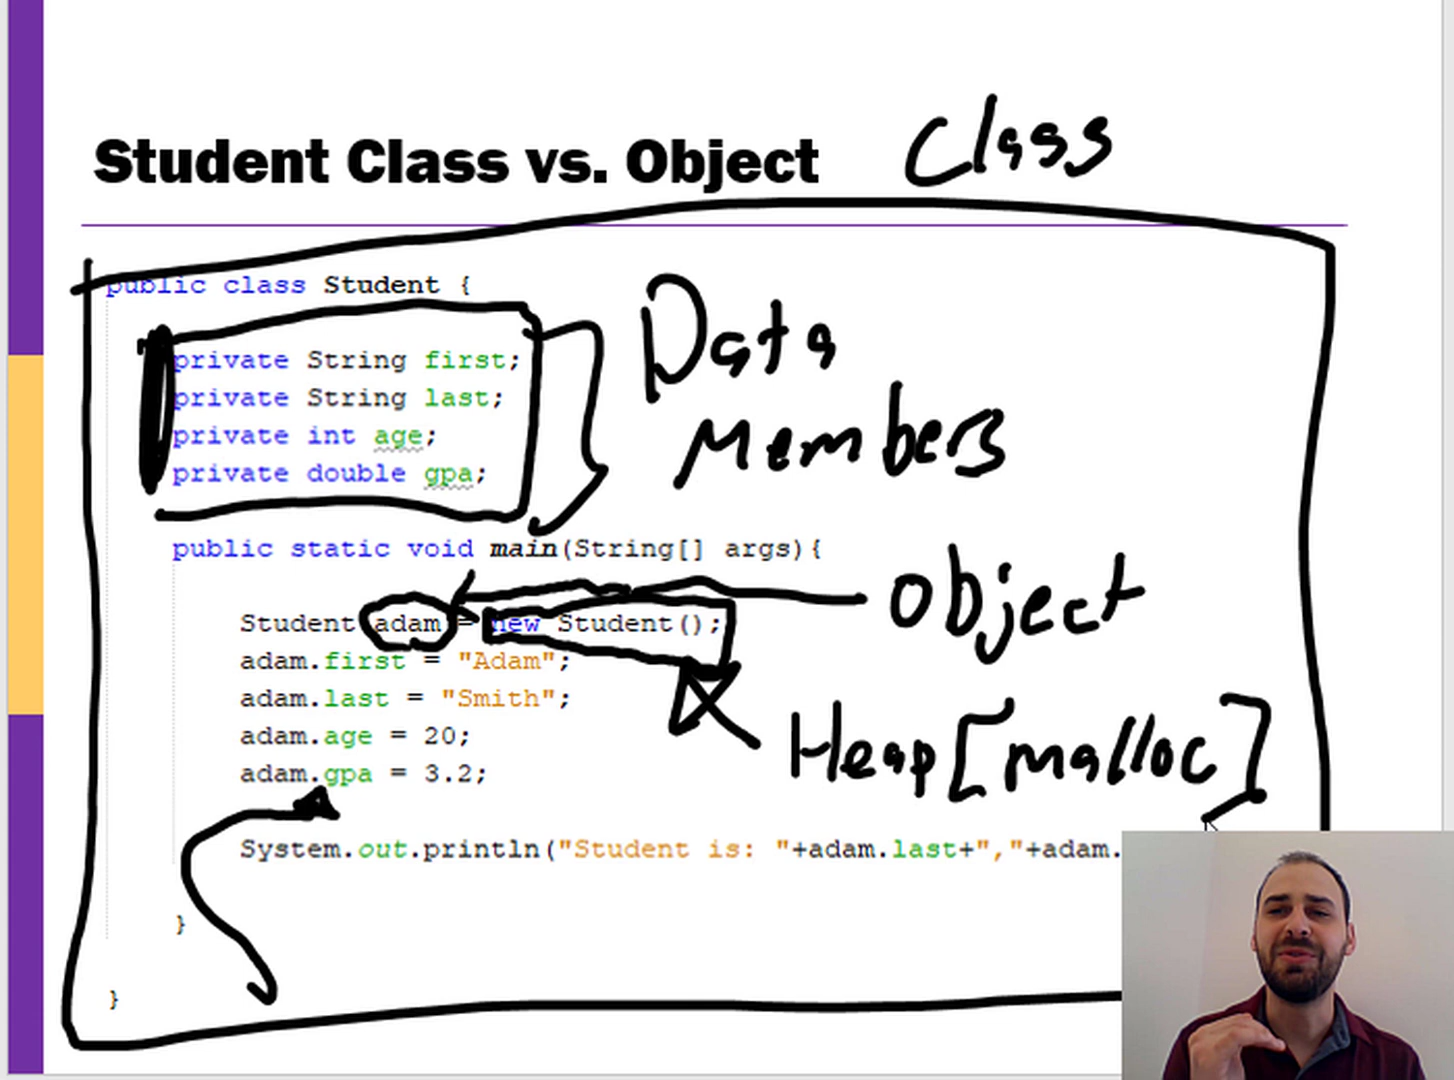 Student Class vs. Object Class
public class Student {
private String first;
private String last;
private int age;
private double gpa;
Data
Members
public static void main(String[] args){
Object
Student adam = new Student();
adam.first = "Adam";
adam.last = "Smith";
adam.age = 20;
Heap[malloc]
adam.gpa = 3.2;
System.out.println("Student is: "+adam.last+","+adam.
}
}